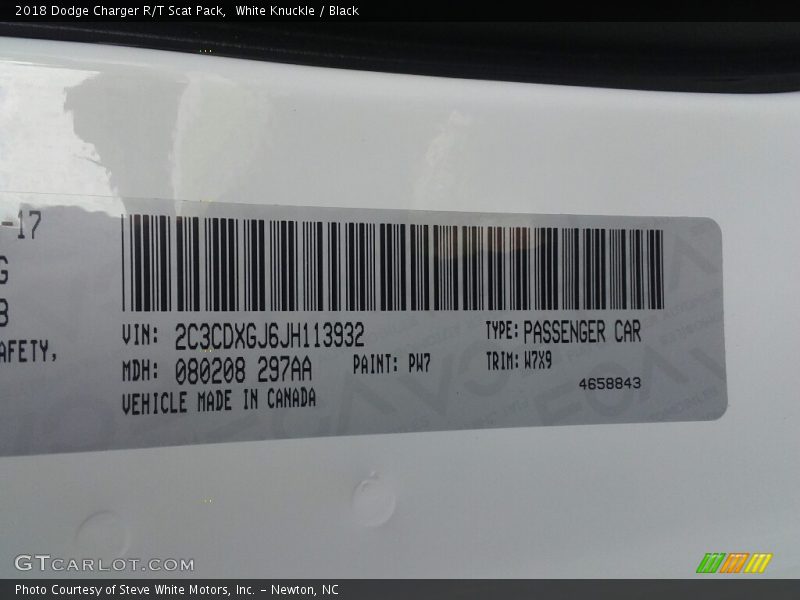 2018 Dodge Charger R/T Scat Pack, White Knuckle / Black
-17
G
3
AFETY,
VIN: 2C3CDXGJ6JH113932 TYPE: PASSENGER CAR
MDH: 080208 297AA PAINT: PW7 TRIM: W7X9
VEHICLE MADE IN CANADA 4658843
GTCARLOT.COM
Photo Courtesy of Steve White Motors, Inc. – Newton, NC